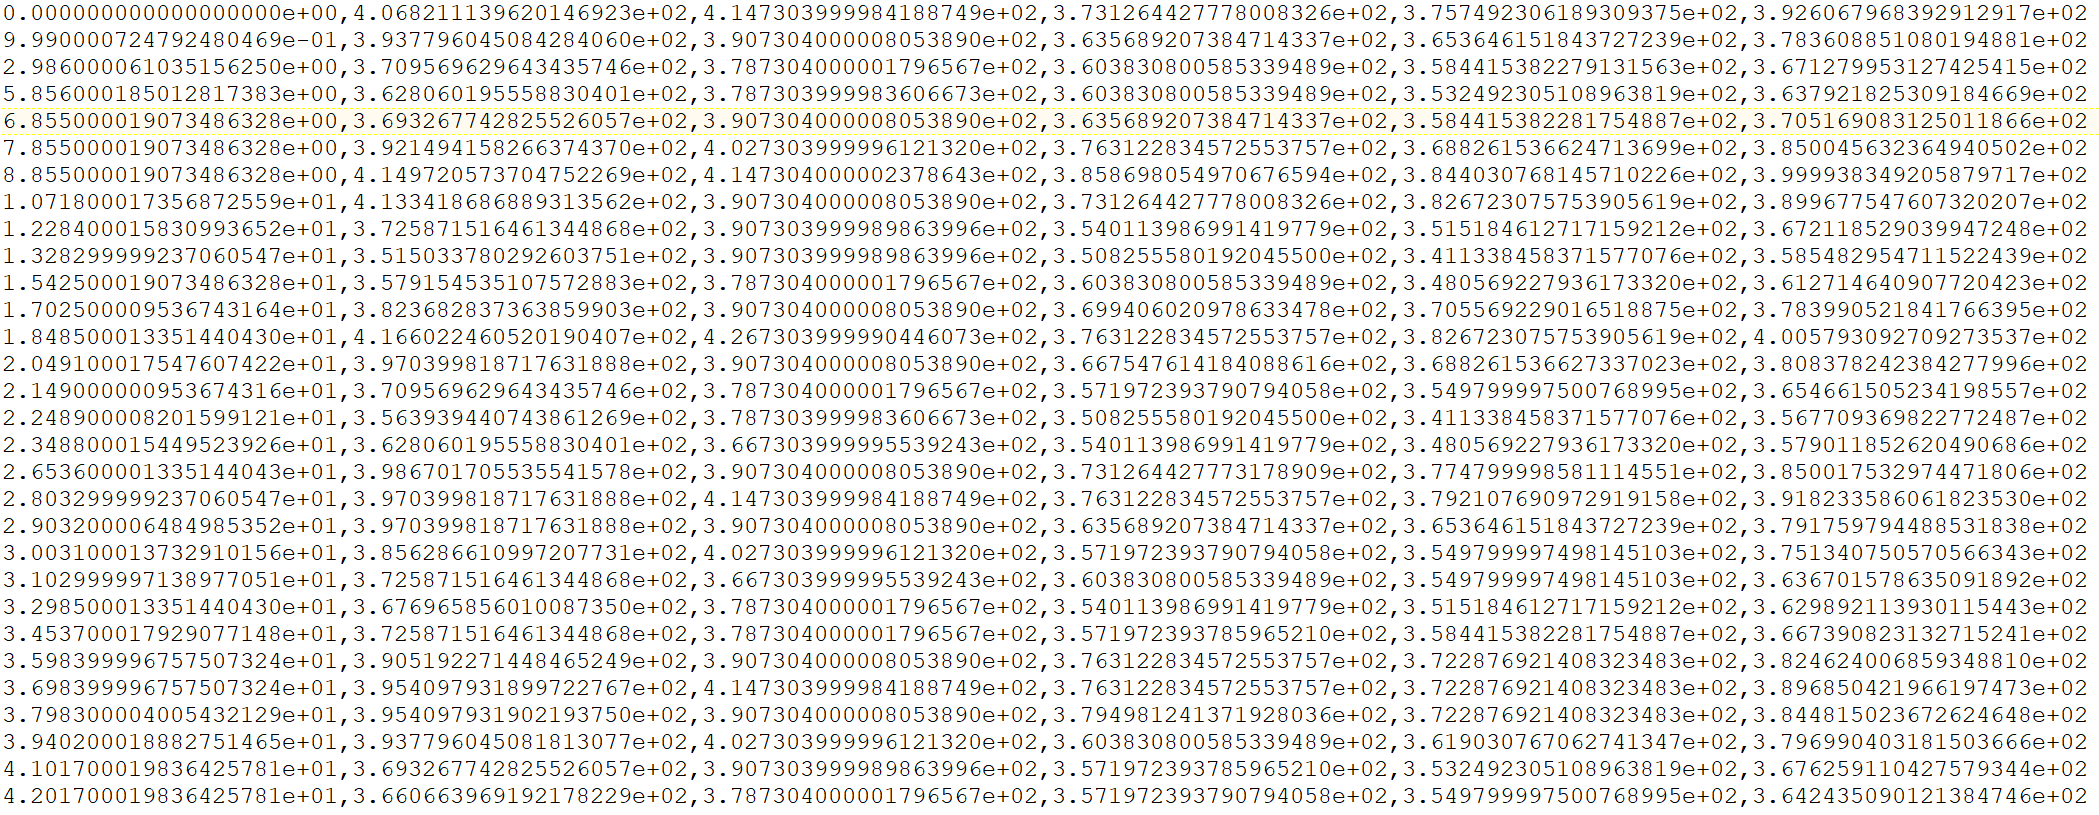 0.000000000000000000e+00,4.068211139620146923e+02,4.147303999984188749e+02,3.731264427778008326e+02,3.757492306189309375e+02,3.926067968392912917e+02
9.990000724792480469e-01,3.937796045084284060e+02,3.907304000008053890e+02,3.635689207384714337e+02,3.653646151843727239e+02,3.783608851080194881e+02
2.986000061035156250e+00,3.709569629643435746e+02,3.787304000001796567e+02,3.603830800585339489e+02,3.584415382279131563e+02,3.671279953127425415e+02
5.856000185012817383e+00,3.628060195558830401e+02,3.787303999983606673e+02,3.603830800585339489e+02,3.532492305108963819e+02,3.637921825309184669e+02
6.855000019073486328e+00,3.693267742825526057e+02,3.907304000008053890e+02,3.635689207384714337e+02,3.584415382281754887e+02,3.705169083125011866e+02
7.855000019073486328e+00,3.921494158266374370e+02,4.027303999996121320e+02,3.763122834572553757e+02,3.688261536624713699e+02,3.850045632364940502e+02
8.855000019073486328e+00,4.149720573704752269e+02,4.147304000002378643e+02,3.858698054970676594e+02,3.844030768145710226e+02,3.999938349205879717e+02
1.071800017356872559e+01,4.133418686889313562e+02,3.907304000008053890e+02,3.731264427778008326e+02,3.826723075753905619e+02,3.899677547607320207e+02
1.228400015830993652e+01,3.725871516461344868e+02,3.907303999989863996e+02,3.540113986991419779e+02,3.515184612717159212e+02,3.672118529039947248e+02
1.328299999237060547e+01,3.515033780292603751e+02,3.907303999989863996e+02,3.508255580192045500e+02,3.411338458371577076e+02,3.585482954711522439e+02
1.542500019073486328e+01,3.579154535107572883e+02,3.787304000001796567e+02,3.603830800585339489e+02,3.480569227936173320e+02,3.612714640907720423e+02
1.702500009536743164e+01,3.823682837363859903e+02,3.907304000008053890e+02,3.699406020978633478e+02,3.705569229016518875e+02,3.783990521841766395e+02
1.848500013351440430e+01,4.166022460520190407e+02,4.267303999990446073e+02,3.763122834572553757e+02,3.826723075753905619e+02,4.005793092709273537e+02
2.049100017547607422e+01,3.970399818717631888e+02,3.907304000008053890e+02,3.667547614184088616e+02,3.688261536627337023e+02,3.808378242384277996e+02
2.149000000953674316e+01,3.709569629643435746e+02,3.787304000001796567e+02,3.571972393790794058e+02,3.549799997500768995e+02,3.654661505234198557e+02
2.248900008201599121e+01,3.563939440743861269e+02,3.787303999983606673e+02,3.508255580192045500e+02,3.411338458371577076e+02,3.567709369822772487e+02
2.348800015449523926e+01,3.628060195558830401e+02,3.667303999995539243e+02,3.540113986991419779e+02,3.480569227936173320e+02,3.579011852620490686e+02
2.653600001335144043e+01,3.986701705535541578e+02,3.907304000008053890e+02,3.731264427773178909e+02,3.774799998581114551e+02,3.850017532974471806e+02
2.803299999237060547e+01,3.970399818717631888e+02,4.147303999984188749e+02,3.763122834572553757e+02,3.792107690972919158e+02,3.918233586061823530e+02
2.903200006484985352e+01,3.970399818717631888e+02,3.907304000008053890e+02,3.635689207384714337e+02,3.653646151843727239e+02,3.791759794488531838e+02
3.003100013732910156e+01,3.856286610997207731e+02,4.027303999996121320e+02,3.571972393790794058e+02,3.549799997498145103e+02,3.751340750570566343e+02
3.102999997138977051e+01,3.725871516461344868e+02,3.667303999995539243e+02,3.603830800585339489e+02,3.549799997498145103e+02,3.636701578635091892e+02
3.298500013351440430e+01,3.676965856010087350e+02,3.787304000001796567e+02,3.540113986991419779e+02,3.515184612717159212e+02,3.629892113930115443e+02
3.453700017929077148e+01,3.725871516461344868e+02,3.787304000001796567e+02,3.571972393785965210e+02,3.584415382281754887e+02,3.667390823132715241e+02
3.598399996757507324e+01,3.905192271448465249e+02,3.907304000008053890e+02,3.763122834572553757e+02,3.722876921408323483e+02,3.824624006859348810e+02
3.698399996757507324e+01,3.954097931899722767e+02,4.147303999984188749e+02,3.763122834572553757e+02,3.722876921408323483e+02,3.896850421966197473e+02
3.798300004005432129e+01,3.954097931902193750e+02,3.907304000008053890e+02,3.794981241371928036e+02,3.722876921408323483e+02,3.844815023672624648e+02
3.940200018882751465e+01,3.937796045081813077e+02,4.027303999996121320e+02,3.603830800585339489e+02,3.619030767062741347e+02,3.796990403181503666e+02
4.101700019836425781e+01,3.693267742825526057e+02,3.907303999989863996e+02,3.571972393785965210e+02,3.532492305108963819e+02,3.676259110427579344e+02
4.201700019836425781e+01,3.660663969192178229e+02,3.787304000001796567e+02,3.571972393790794058e+02,3.549799997500768995e+02,3.642435090121384746e+02